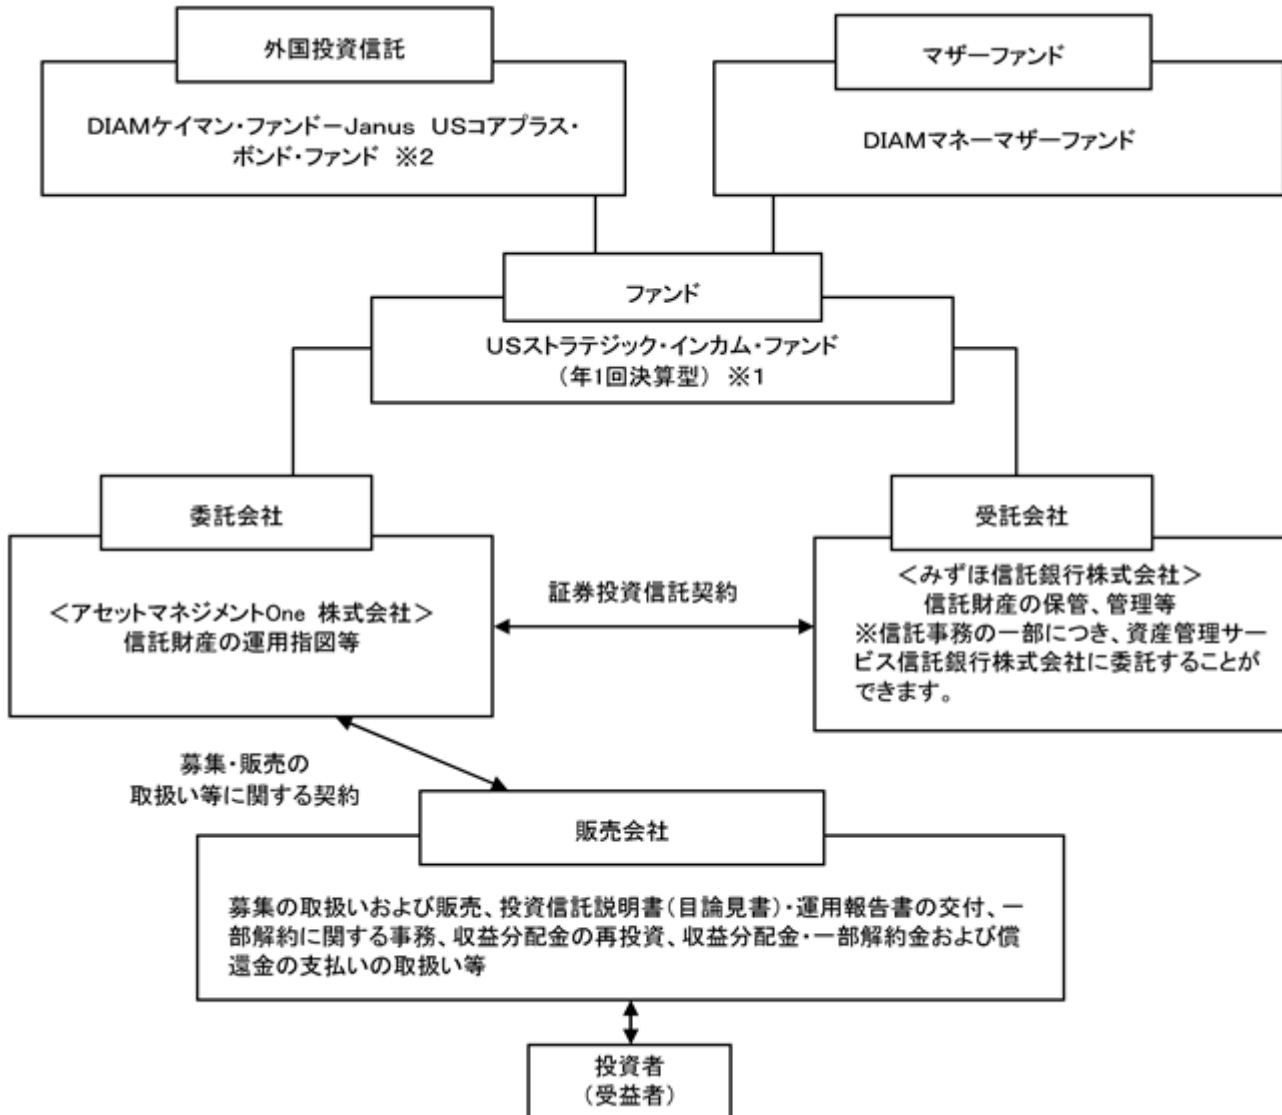 外国投資信託
マザーファンド
DIAMケイマン・ファンドーJanus USコアプラス・
ボンド・ファンド ※2
DIAMマネーマザーファンド
ファンド
USストラテジック・インカム・ファンド
(年1回決算型) ※1
委託会社
受託会社
<アセットマネジメントOne 株式会社>
信託財産の運用指図等
証券投資信託契約
<みずほ信託銀行株式会社>
信託財産の保管、管理等
※信託事務の一部につき、資産管理サー
ビス信託銀行株式会社に委託することが
できます。
募集・販売の
取扱い等に関する契約
販売会社
募集の取扱いおよび販売、投資信託説明書(目論見書)・運用報告書の交付、一
部解約に関する事務、収益分配金の再投資、収益分配金・一部解約金および償
還金の支払いの取扱い等
投資者
(受益者)